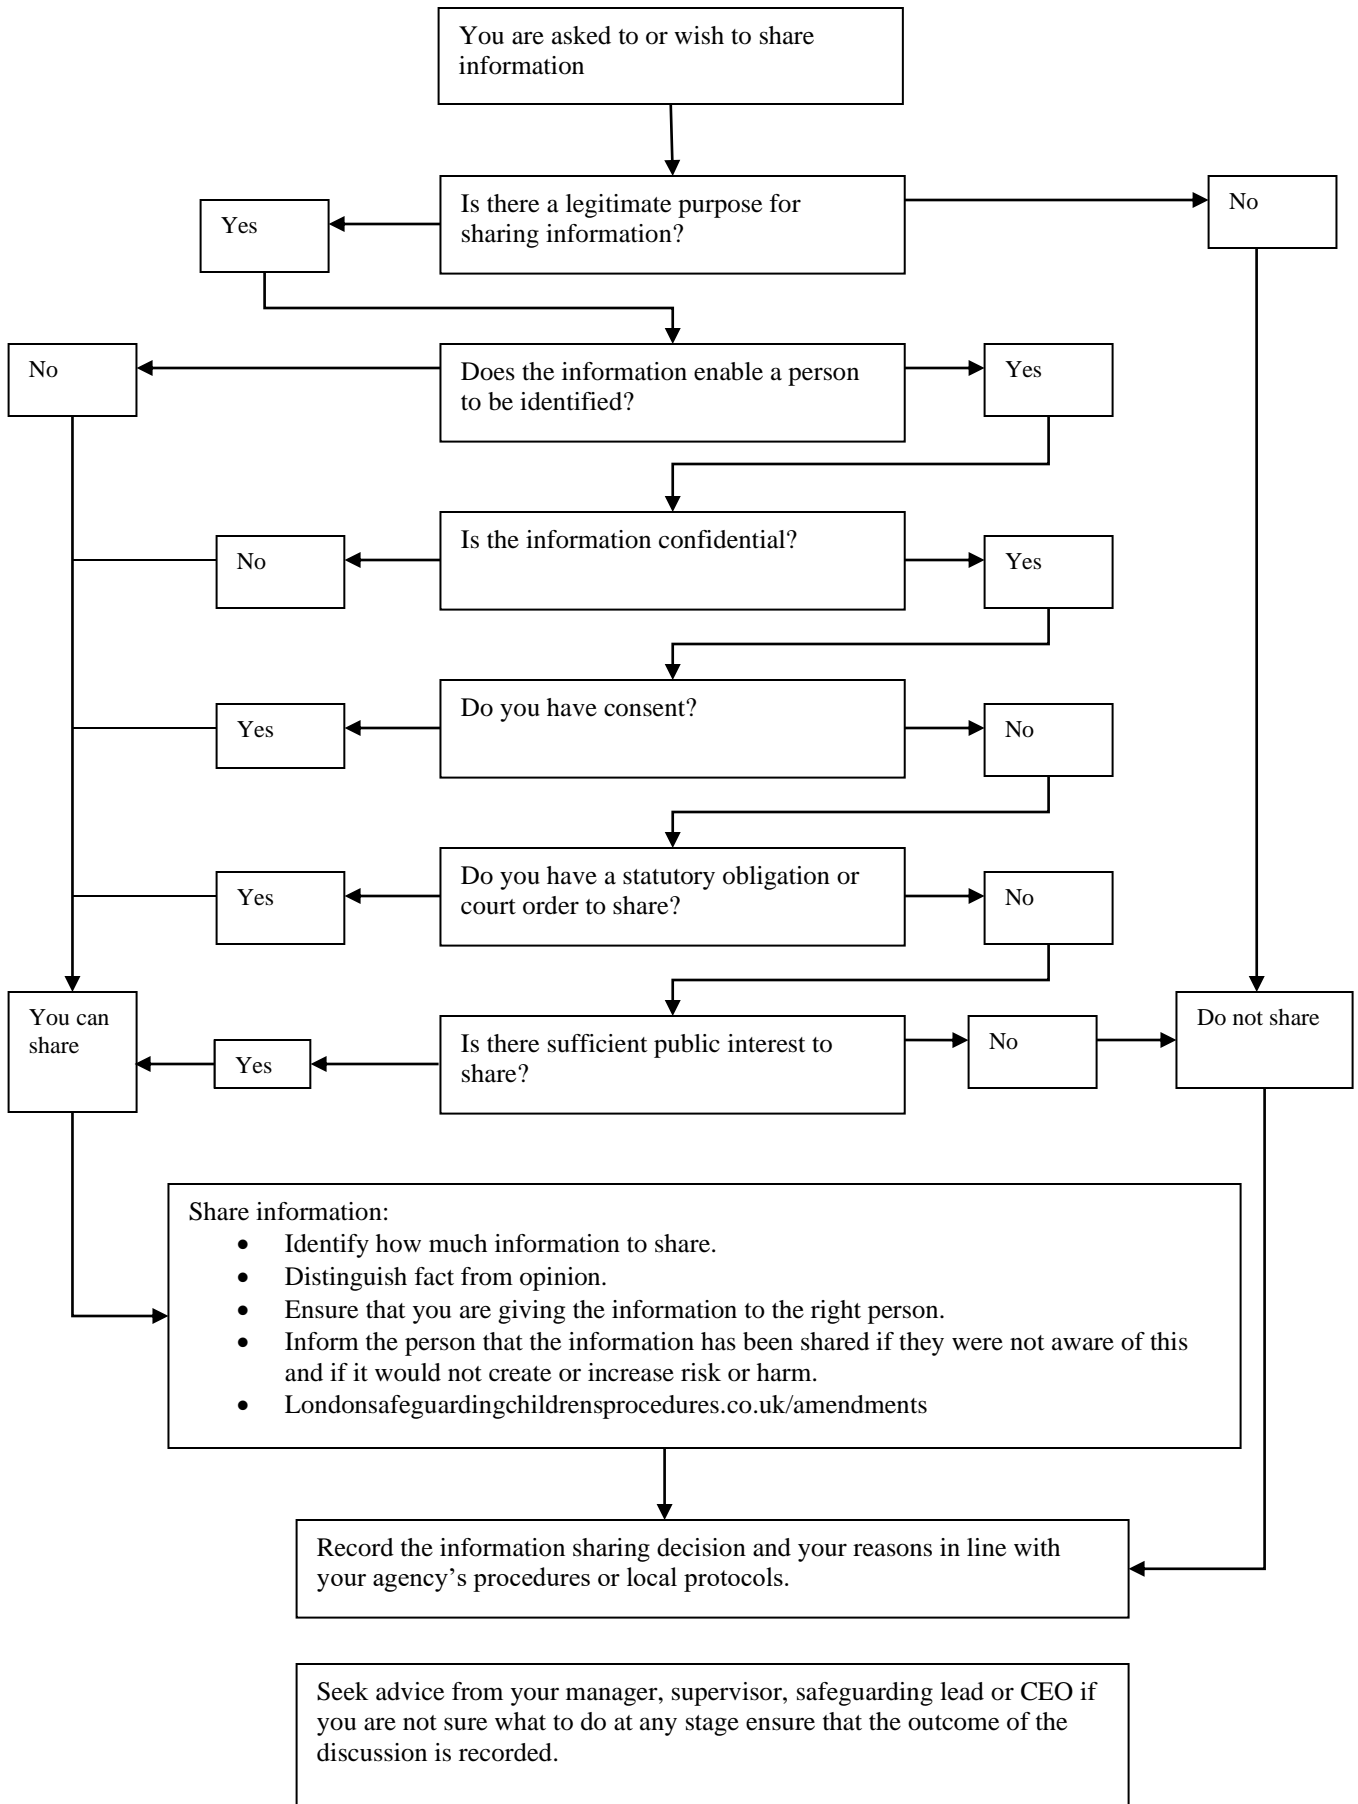 You are asked to or wish to share
information
Is there a legitimate purpose for
sharing information?
Yes
No
Does the information enable a person
to be identified?
No
Yes
Is the information confidential?
No
Yes
Do you have consent?
Yes
No
Do you have a statutory obligation or
court order to share?
Yes
No
You can
share
Is there sufficient public interest to
share?
Yes
No
Do not share
Share information:
• Identify how much information to share.
• Distinguish fact from opinion.
• Ensure that you are giving the information to the right person.
• Inform the person that the information has been shared if they were not aware of this
and if it would not create or increase risk or harm.
• Londonsafeguardingchildrensprocedures.co.uk/amendments
Record the information sharing decision and your reasons in line with
your agency’s procedures or local protocols.
Seek advice from your manager, supervisor, safeguarding lead or CEO if
you are not sure what to do at any stage ensure that the outcome of the
discussion is recorded.